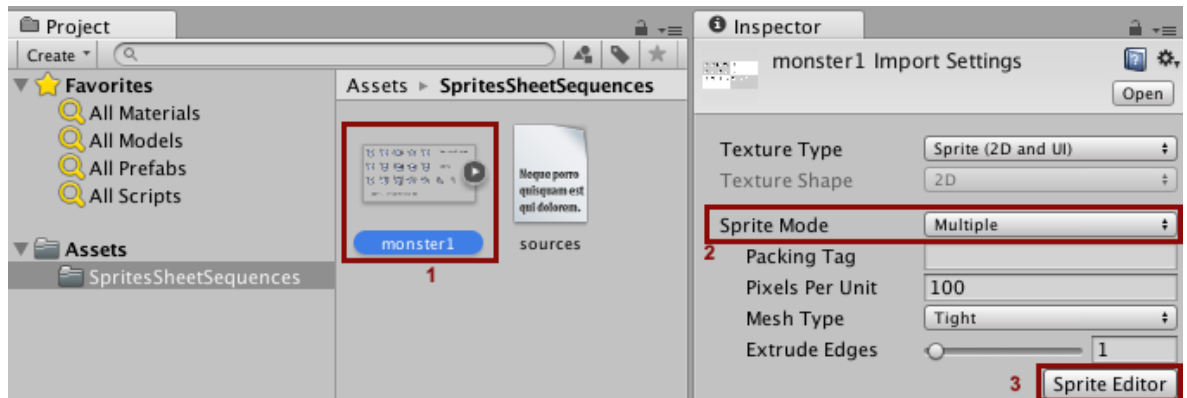 Project
Create
Favorites
All Materials
All Models
All Prefabs
All Scripts
Assets
SpritesSheetSequences
Assets ▸ SpritesSheetSequences
monster1
1
Neque porro
quisquam est
qui dolorem.
sources
Inspector
monster1 Import Settings
Open
Texture Type Sprite (2D and UI)
Texture Shape 2D
Sprite Mode Multiple
2
Packing Tag
Pixels Per Unit 100
Mesh Type Tight
Extrude Edges 1
3 Sprite Editor